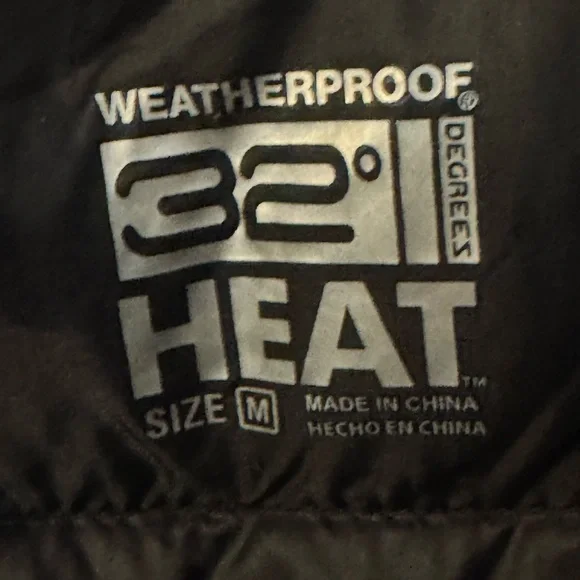 WEATHERPROOF®
32° DEGREES
HEAT™
SIZE M MADE IN CHINA
HECHO EN CHINA